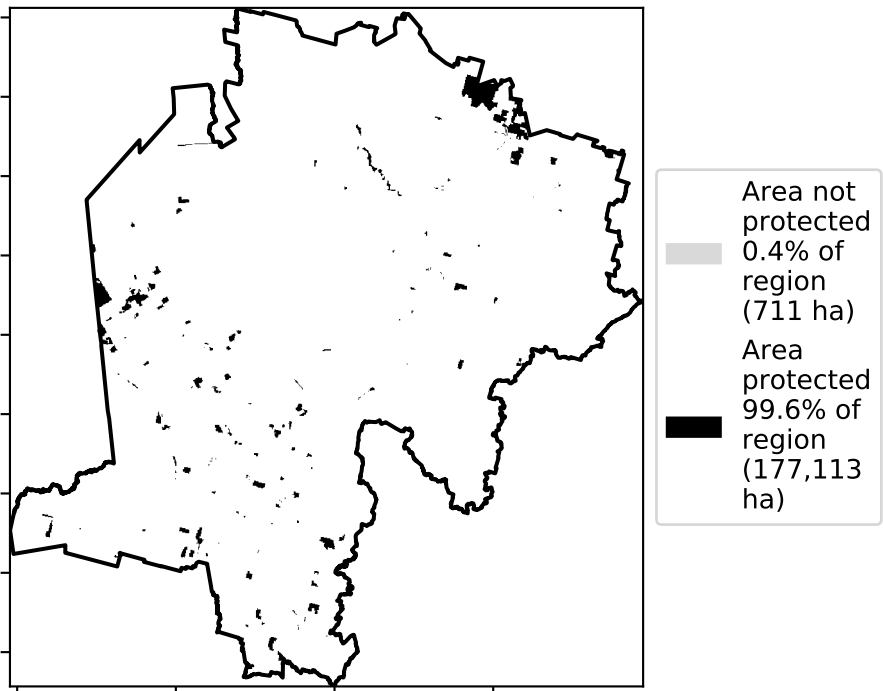 Area not
protected
0.4% of
region
(711 ha)
Area
protected
99.6% of
region
(177,113
ha)